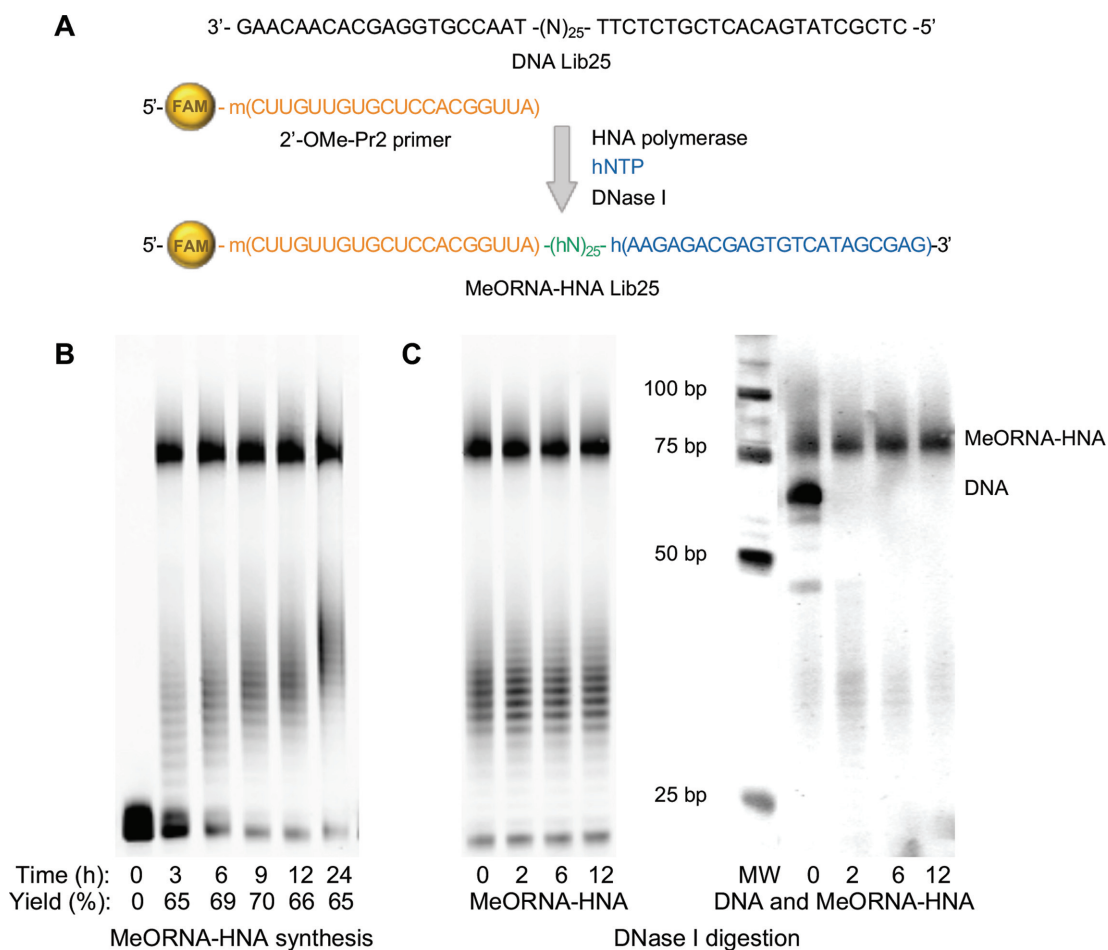 A
3’- GAACAACACGAGGTGCCAAT -(N)25- TTCTCTGCTCACAGTATCGCTC -5’
DNA Lib25
5’- FAM - m(CUUGUUGUGCUCCACGGUUA)
2’-OMe-Pr2 primer
HNA polymerase
hNTP
DNase I
5’- FAM - m(CUUGUUGUGCUCCACGGUUA) -(hN)25- h(AAGAGACGAGTGTCATAGCGAG)-3’
MeORNA-HNA Lib25
B
C
100 bp
75 bp
50 bp
25 bp
MeORNA-HNA
DNA
Time (h): 0 3 6 9 12 24
Yield (%): 0 65 69 70 66 65
MeORNA-HNA synthesis
0 2 6 12
MeORNA-HNA
MW 0 2 6 12
DNA and MeORNA-HNA
DNase I digestion